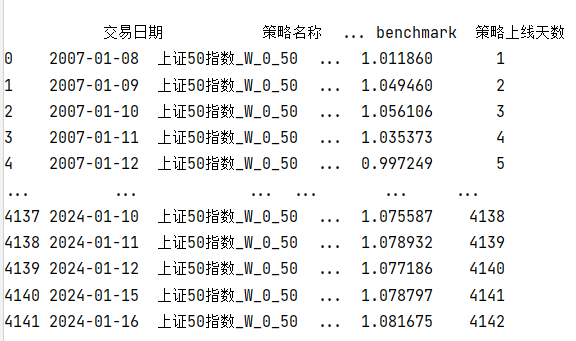 交易日期 策略名称 ... benchmark 策略上线天数
0 2007-01-08 上证50指数_W_0_50 ... 1.011860 1
1 2007-01-09 上证50指数_W_0_50 ... 1.049460 2
2 2007-01-10 上证50指数_W_0_50 ... 1.056106 3
3 2007-01-11 上证50指数_W_0_50 ... 1.035373 4
4 2007-01-12 上证50指数_W_0_50 ... 0.997249 5
... ... ... ... ... ...
4137 2024-01-10 上证50指数_W_0_50 ... 1.075587 4138
4138 2024-01-11 上证50指数_W_0_50 ... 1.078932 4139
4139 2024-01-12 上证50指数_W_0_50 ... 1.077186 4140
4140 2024-01-15 上证50指数_W_0_50 ... 1.078797 4141
4141 2024-01-16 上证50指数_W_0_50 ... 1.081675 4142